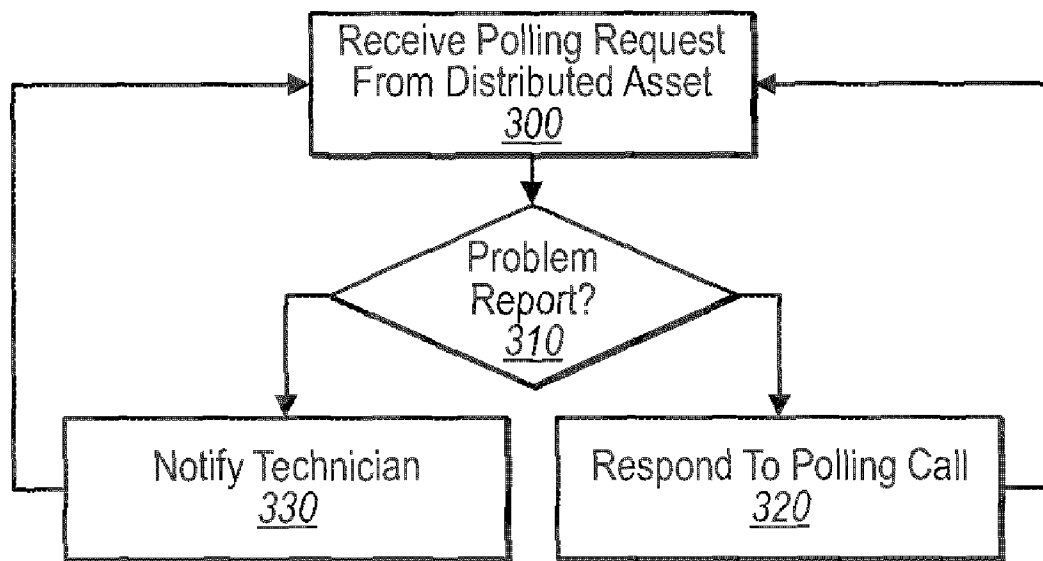 Receive Polling Request
From Distributed Asset
300
Problem
Report?
310
Notify Technician
330
Respond To Polling Call
320